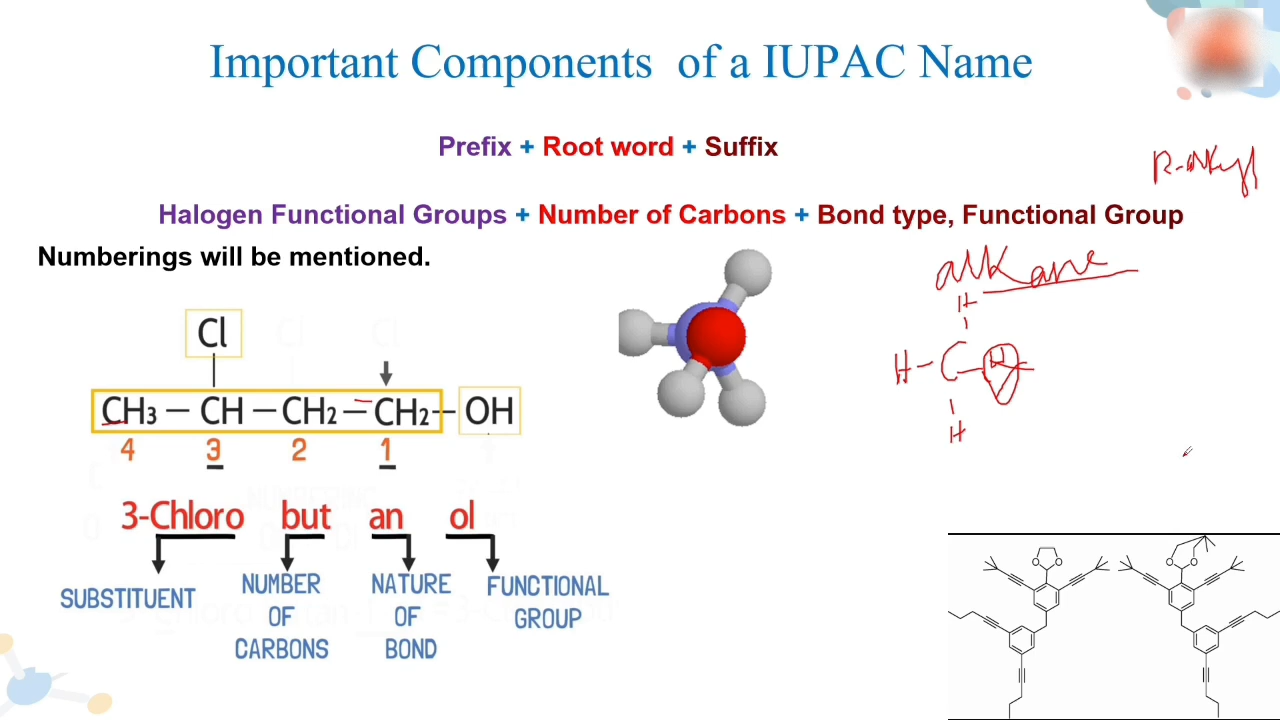 Important Components of a IUPAC Name
Prefix + Root word + Suffix
R-alkyl
Halogen Functional Groups + Number of Carbons + Bond type, Functional Group
Numberings will be mentioned.
alkane
Cl
CH3 — CH — CH2 — CH2 — OH
4 3 2 1
H
H - C - H
H
3-Chloro but an ol
SUBSTITUENT
NUMBER OF CARBONS
NATURE OF BOND
FUNCTIONAL GROUP
O O
O O